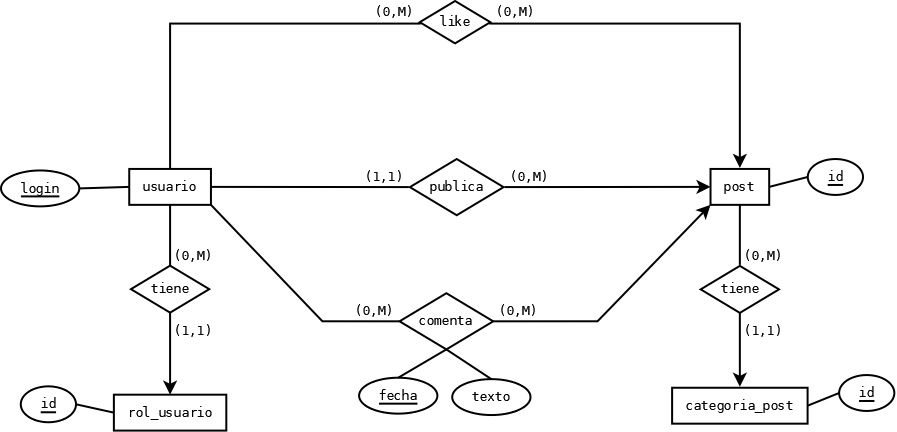 (0,M) like (0,M)
login usuario (1,1) publica (0,M) post id
(0,M) (0,M)
tiene tiene
(0,M) comenta (0,M)
(1,1) (1,1)
id rol_usuario fecha texto categoria_post id